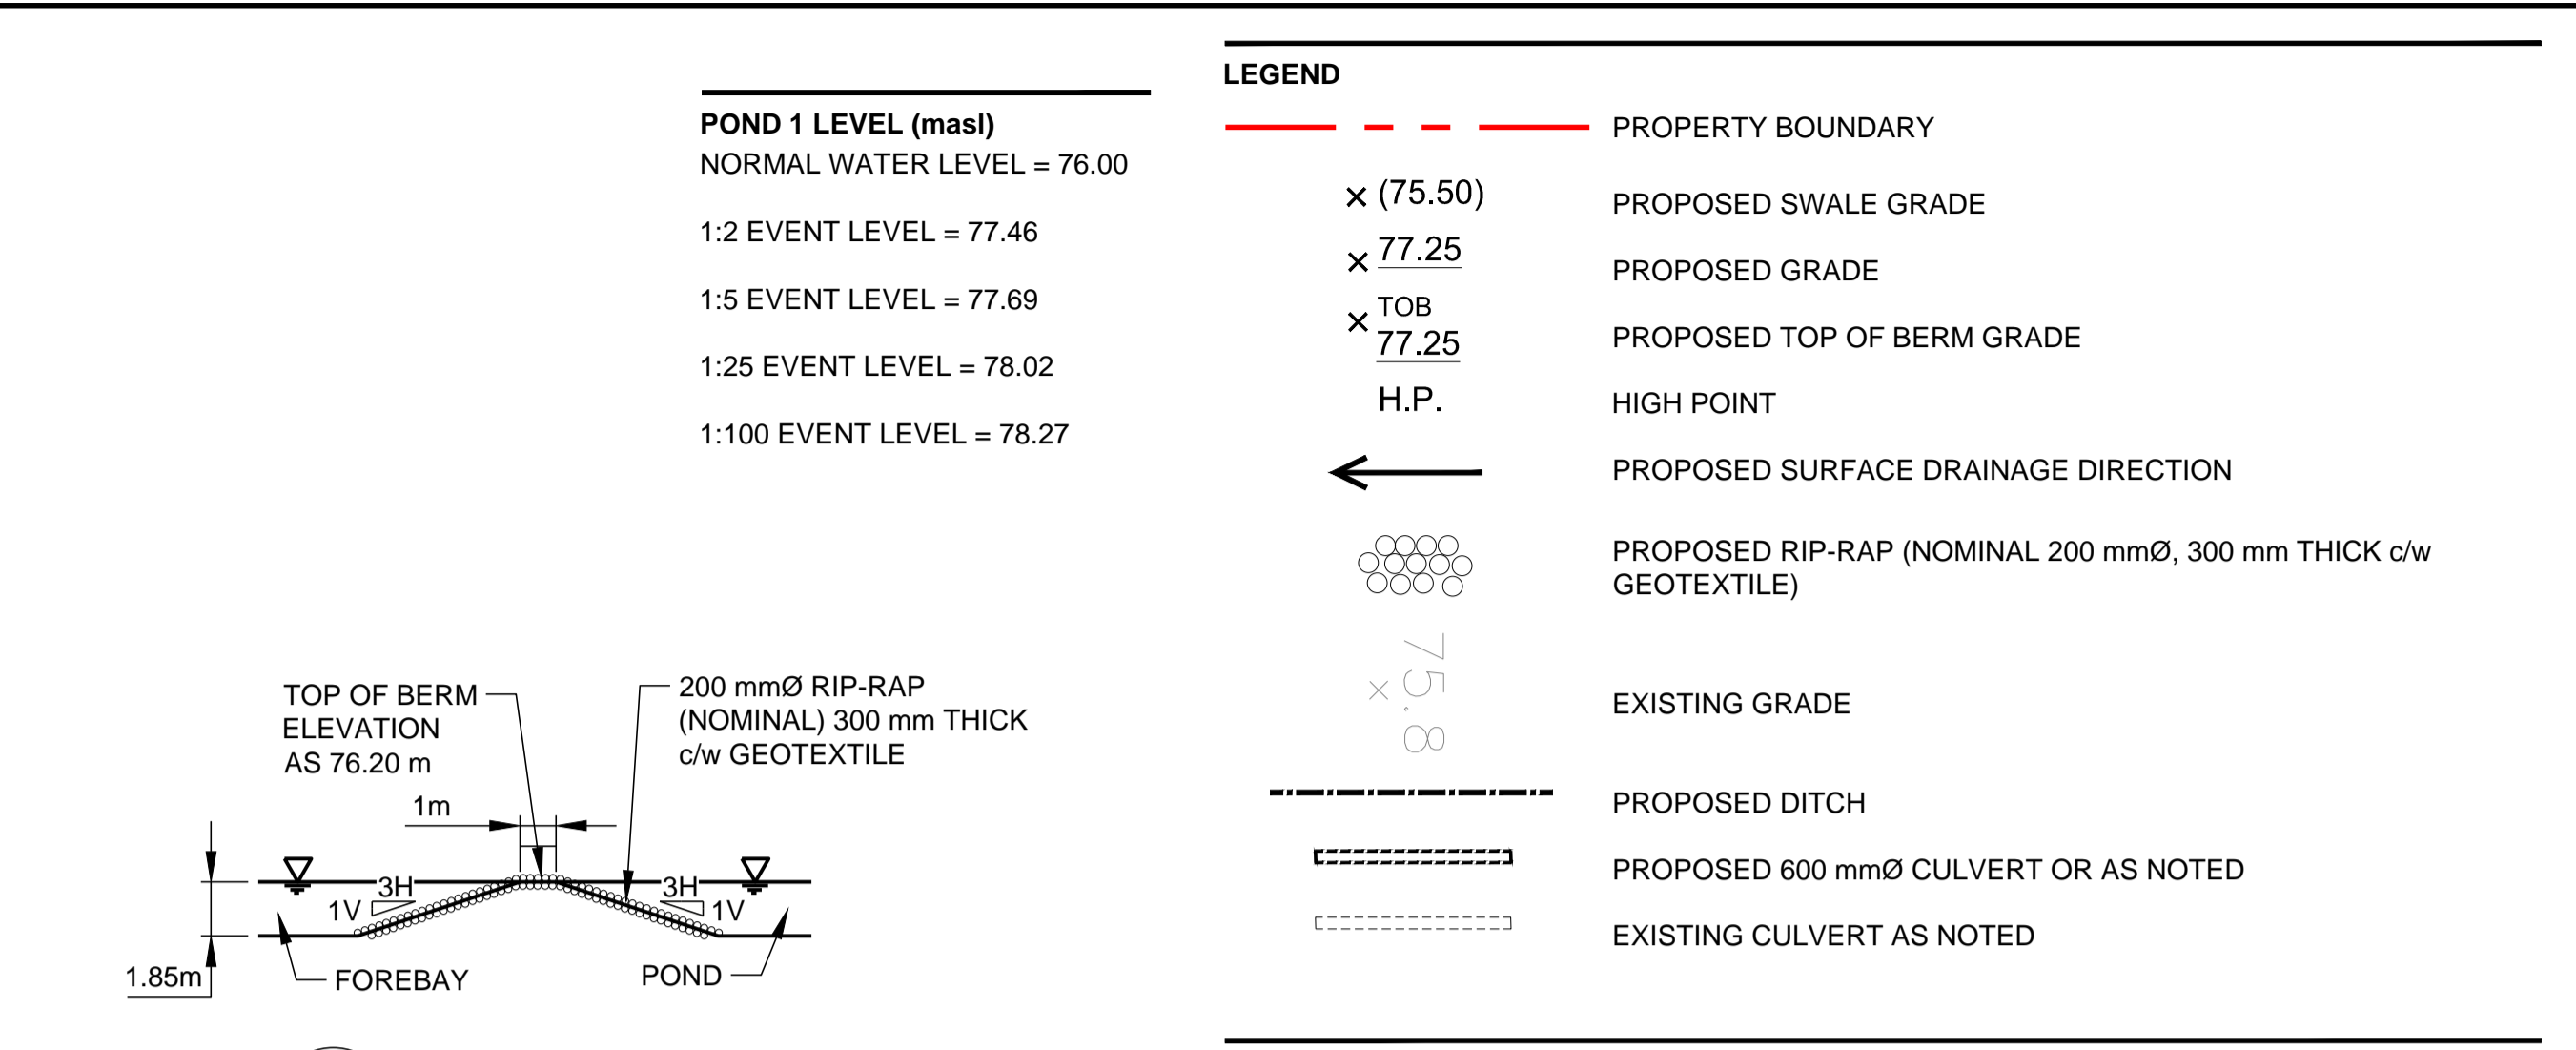 POND 1 LEVEL (masl)
NORMAL WATER LEVEL = 76.00
1:2 EVENT LEVEL = 77.46
1:5 EVENT LEVEL = 77.69
1:25 EVENT LEVEL = 78.02
1:100 EVENT LEVEL = 78.27
TOP OF BERM
ELEVATION
AS 76.20 m
200 mmØ RIP-RAP
(NOMINAL) 300 mm THICK
c/w GEOTEXTILE
1m
3H
1V
3H
1V
1.85m
FOREBAY
POND
LEGEND
PROPERTY BOUNDARY
(75.50)
PROPOSED SWALE GRADE
77.25
PROPOSED GRADE
TOB
77.25
PROPOSED TOP OF BERM GRADE
H.P.
HIGH POINT
PROPOSED SURFACE DRAINAGE DIRECTION
PROPOSED RIP-RAP (NOMINAL 200 mmØ, 300 mm THICK c/w
GEOTEXTILE)
75.8
EXISTING GRADE
PROPOSED DITCH
PROPOSED 600 mmØ CULVERT OR AS NOTED
EXISTING CULVERT AS NOTED